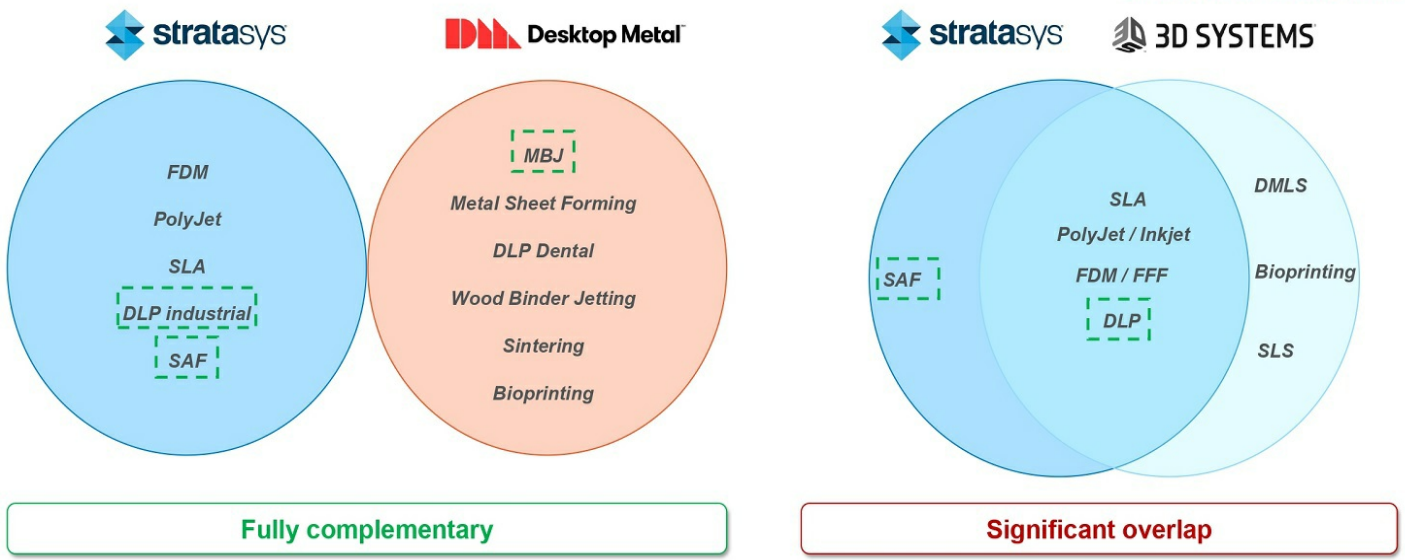 stratasys
Desktop Metal
FDM
PolyJet
SLA
DLP industrial
SAF
MBJ
Metal Sheet Forming
DLP Dental
Wood Binder Jetting
Sintering
Bioprinting
Fully complementary
stratasys
3D SYSTEMS
SAF
SLA
PolyJet / Inkjet
FDM / FFF
DLP
DMLS
Bioprinting
SLS
Significant overlap